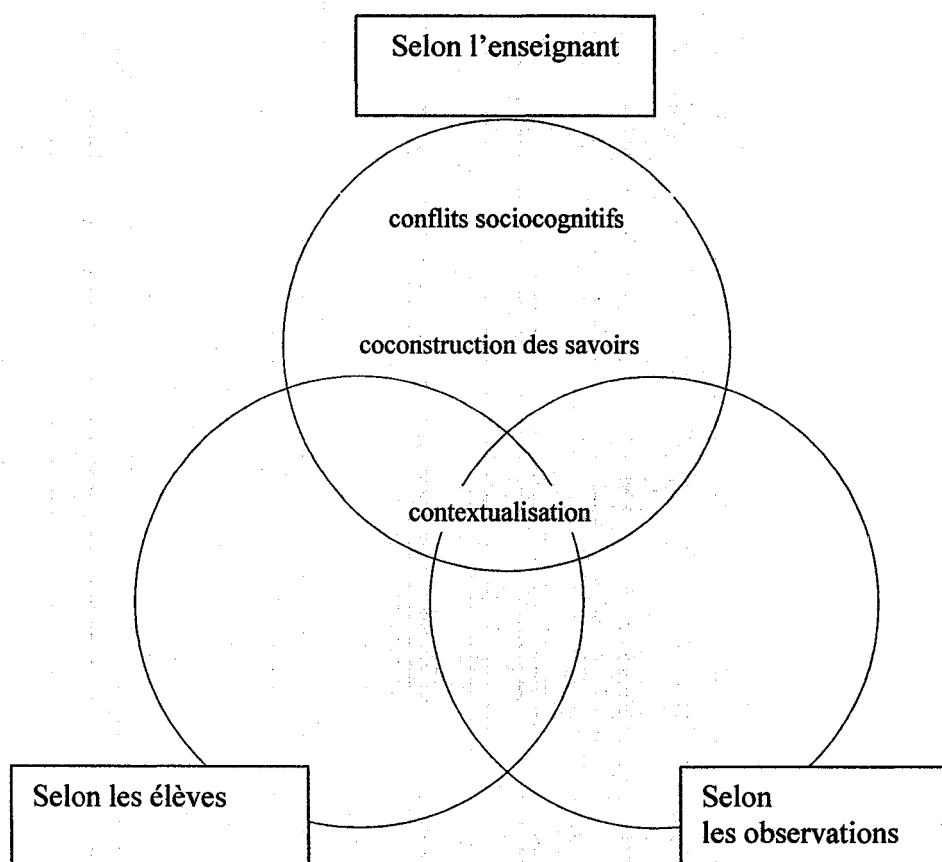 Selon l'enseignant
conflits sociocognitifs
coconstruction des savoirs
contextualisation
Selon les élèves
Selon
les observations